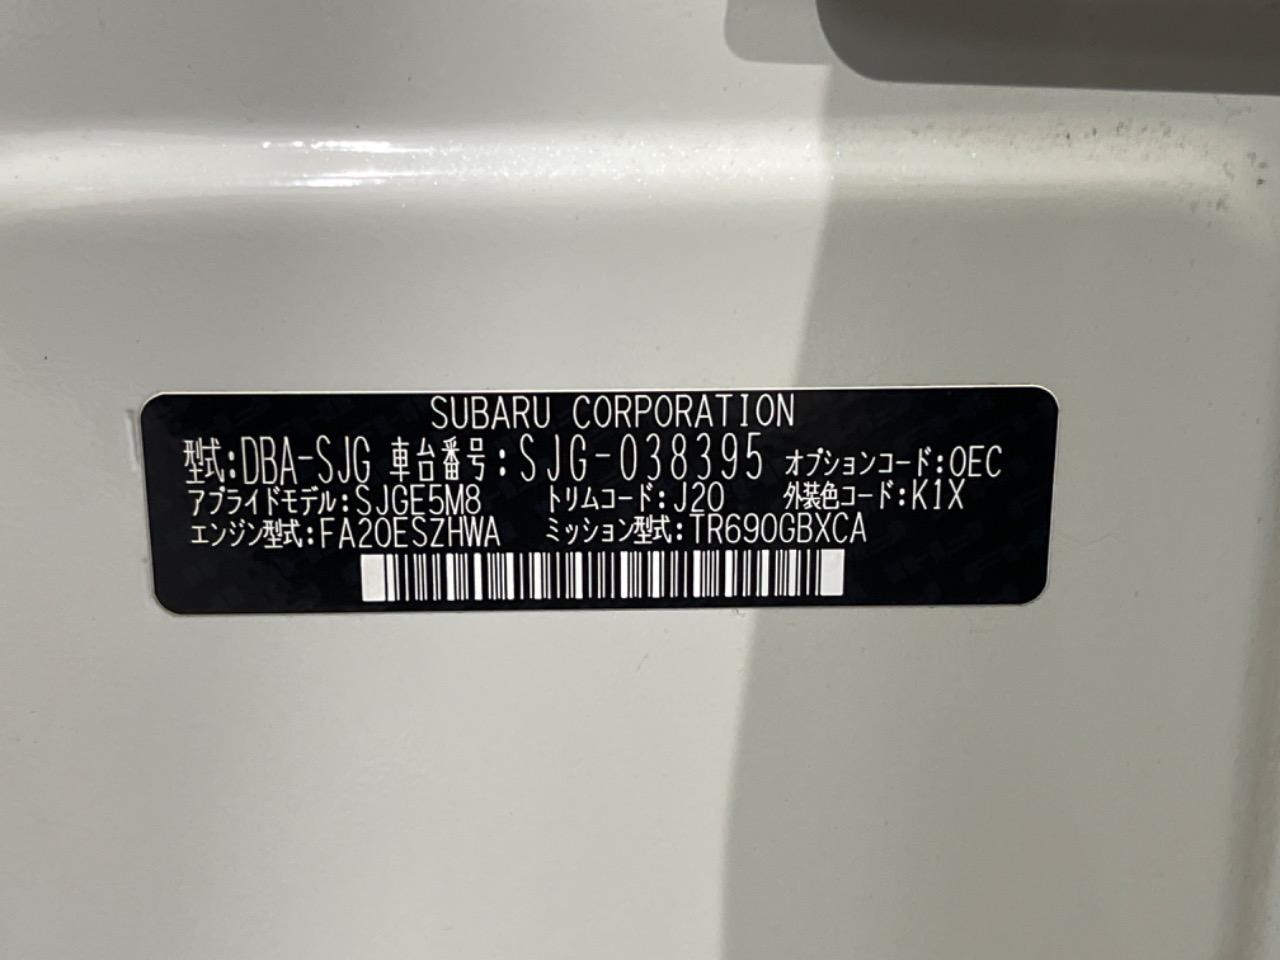 SUBARU CORPORATION
型式:DBA-SJG 車台番号:SJG-038395 オプションコード:OEC
アプライドモデル:SJGE5M8 トリムコード:J20 外装色コード:K1X
エンジン型式:FA20ESZHWA ミッション型式:TR690GBXCA